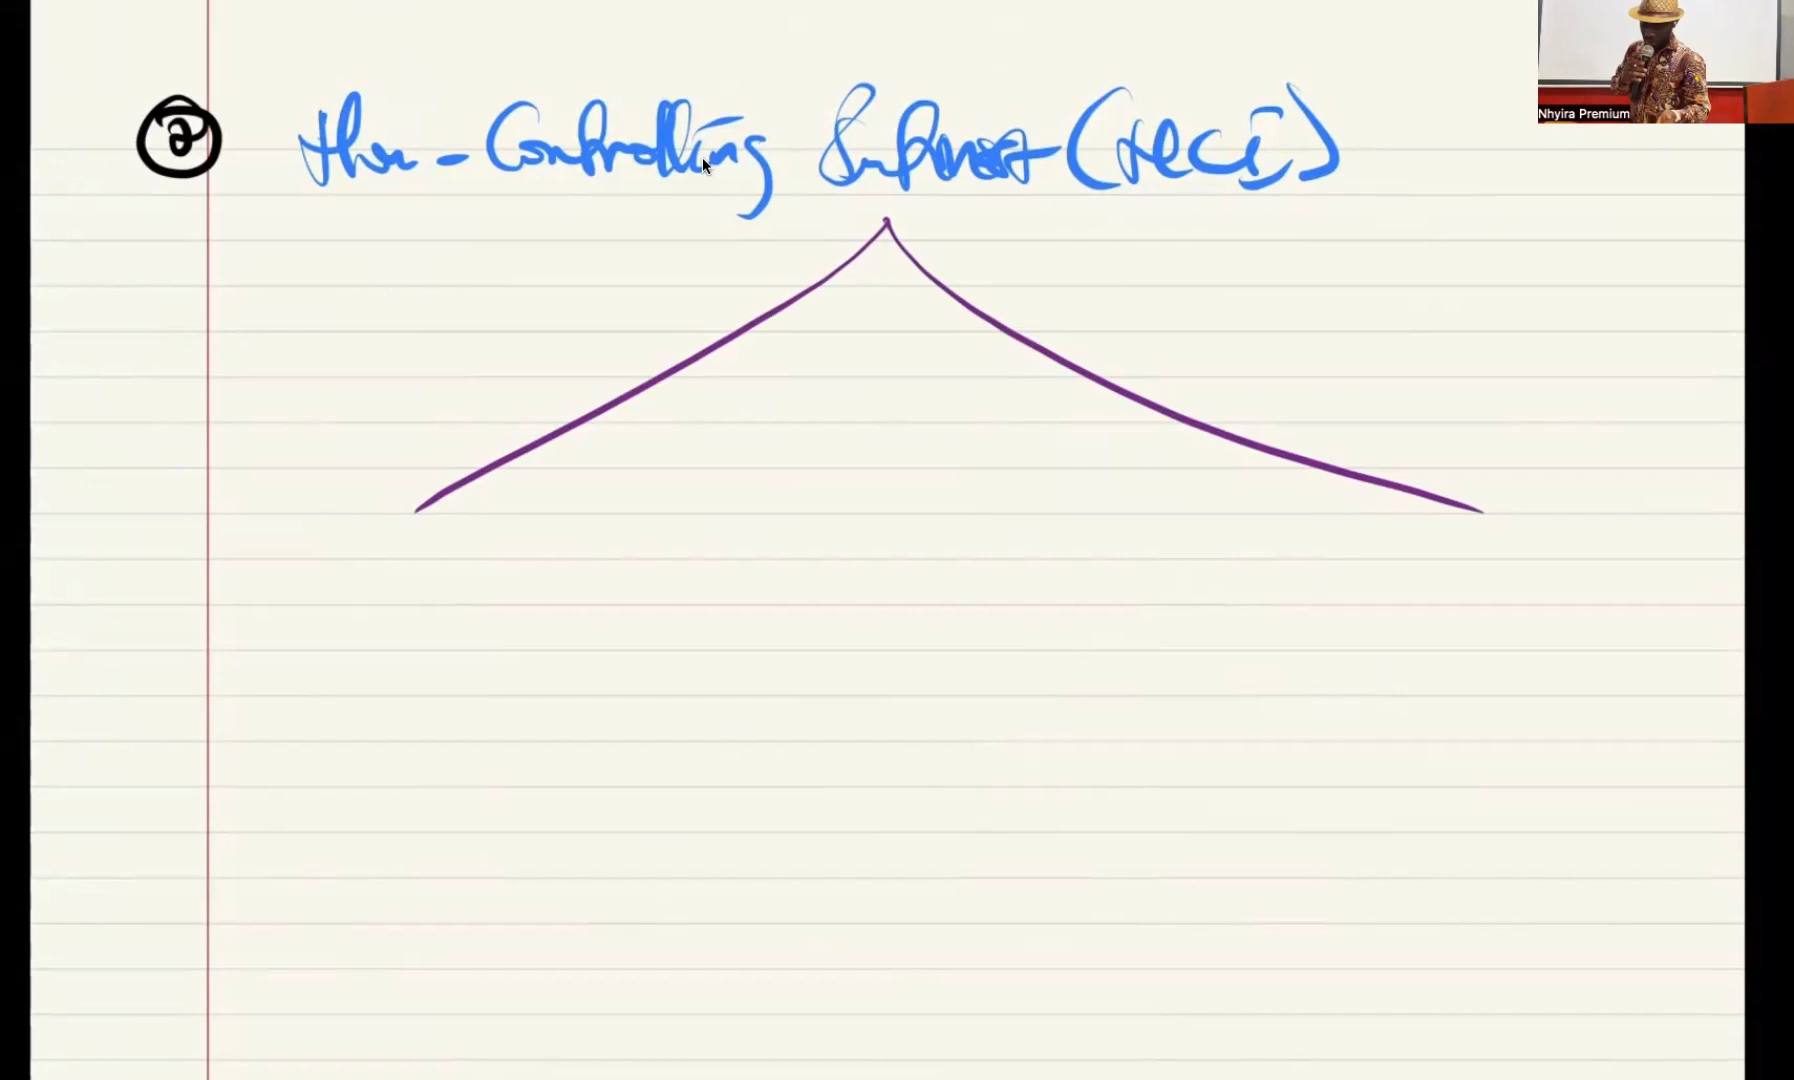 ② Non-Controlling Interest (NCI)
Nhyira Premium